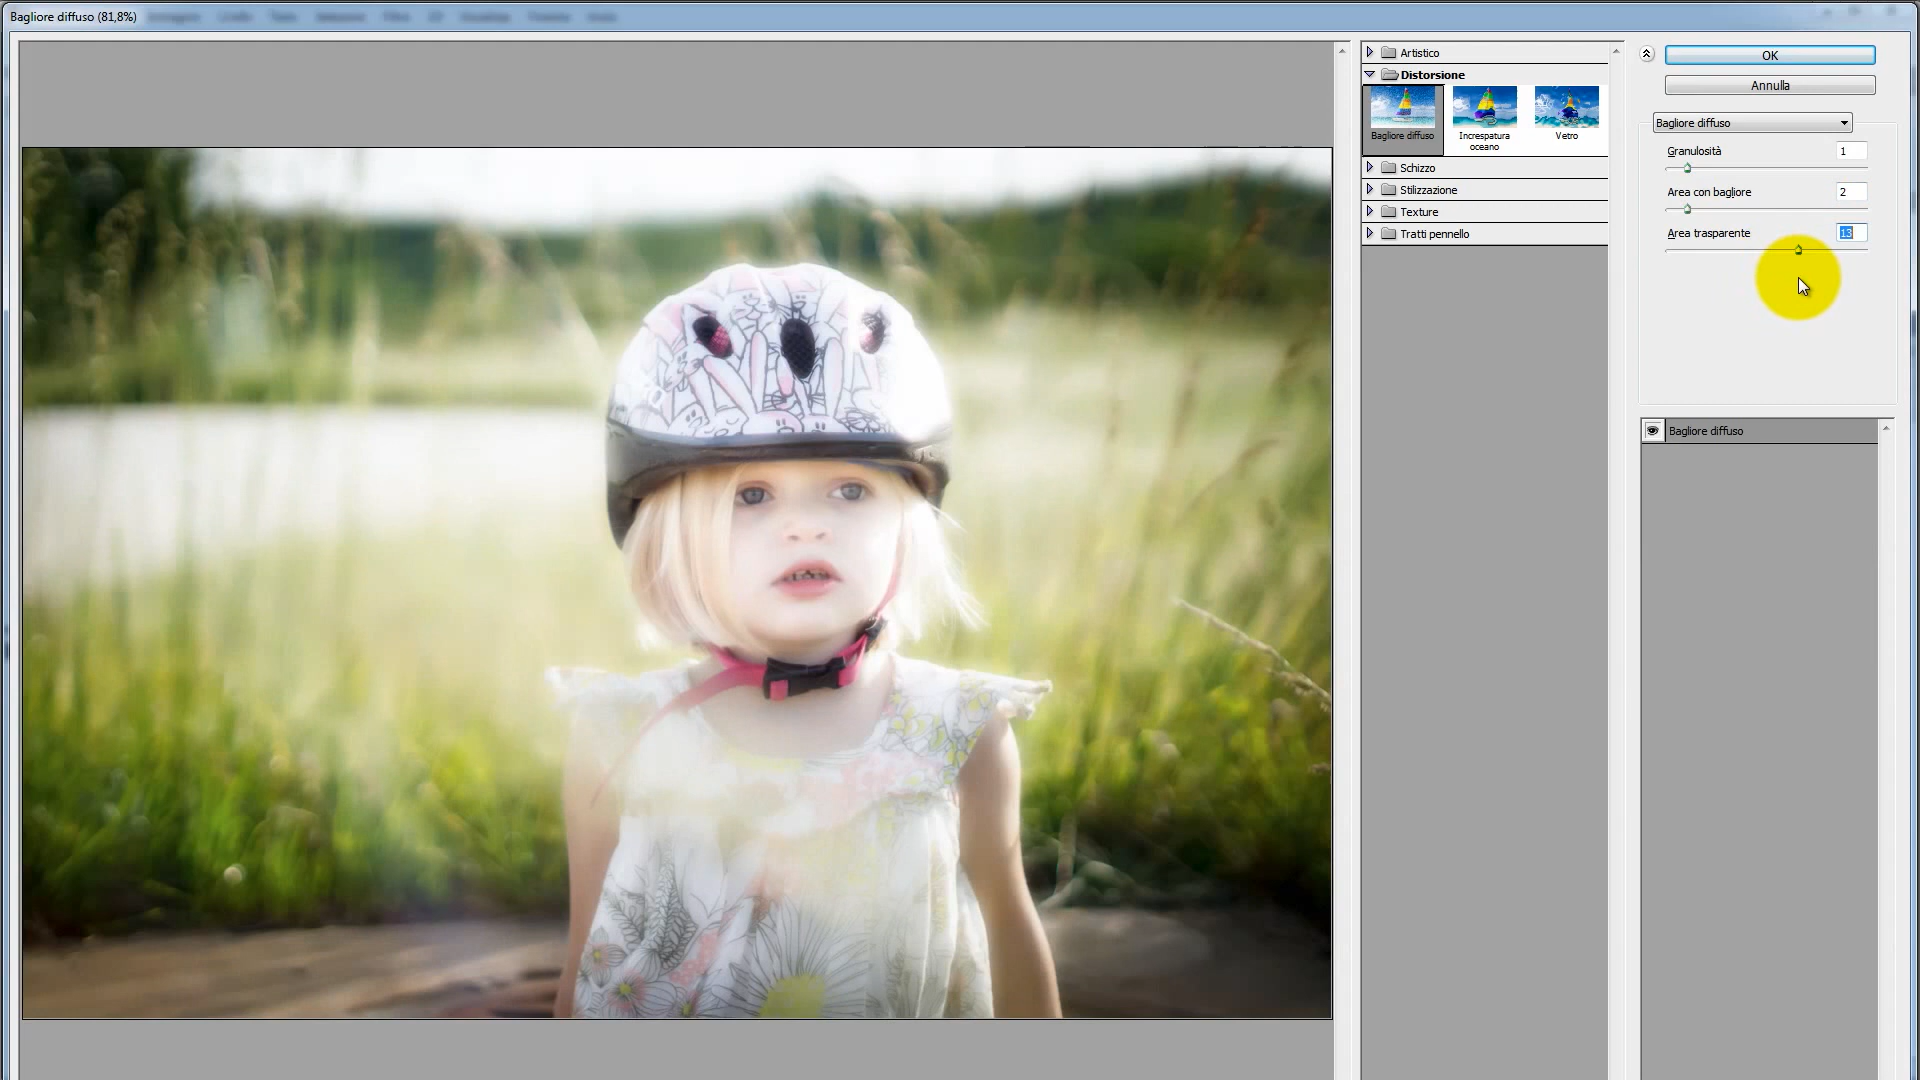 Bagliore diffuso (81,8%)
Artistico
Distorsione
Bagliore diffuso
Increspatura
oceano
Vetro
Schizzo
Stilizzazione
Texture
Tratti pennello
OK
Annulla
Bagliore diffuso
Granulosità 1
Area con bagliore 2
Area trasparente 13
Bagliore diffuso